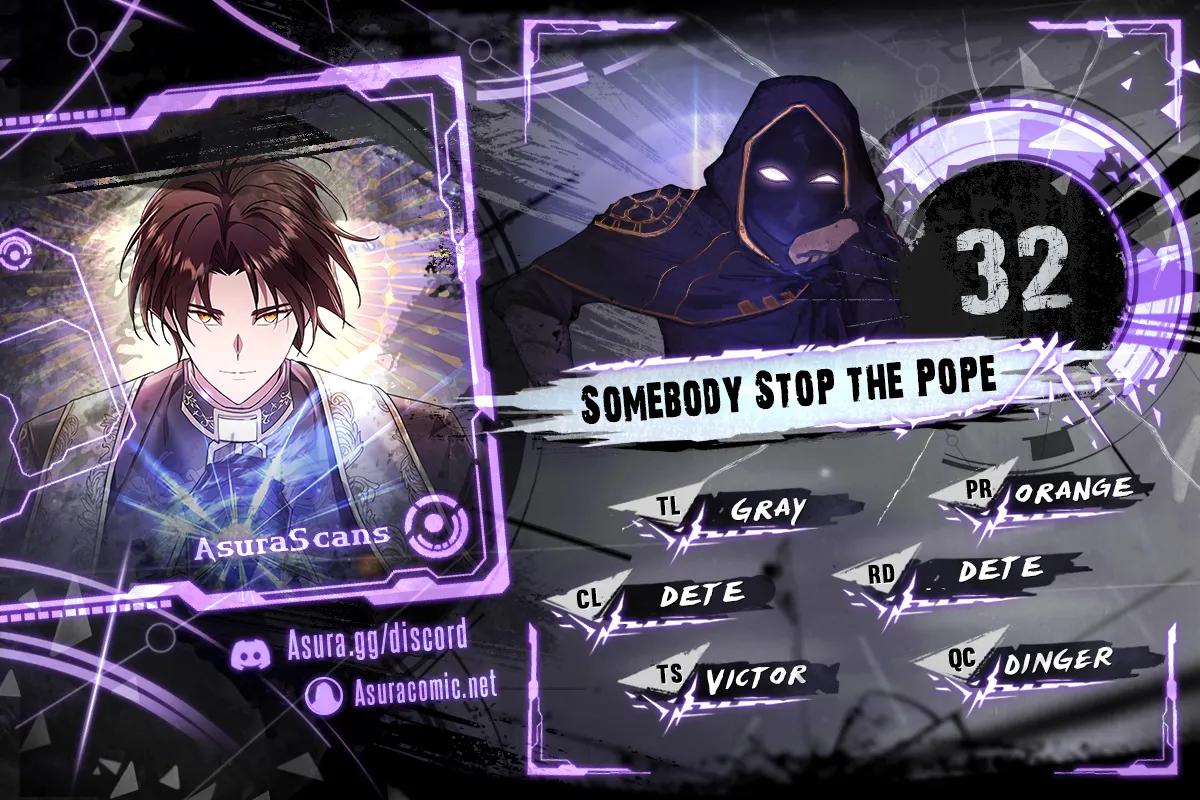 AsuraScans
Asura.gg/discord
Asuracomic.net
32
SOMEBODY STOP THE POPE
TL GRAY
PR ORANGE
CL DETE
RD DETE
TS VICTOR
QC DINGER